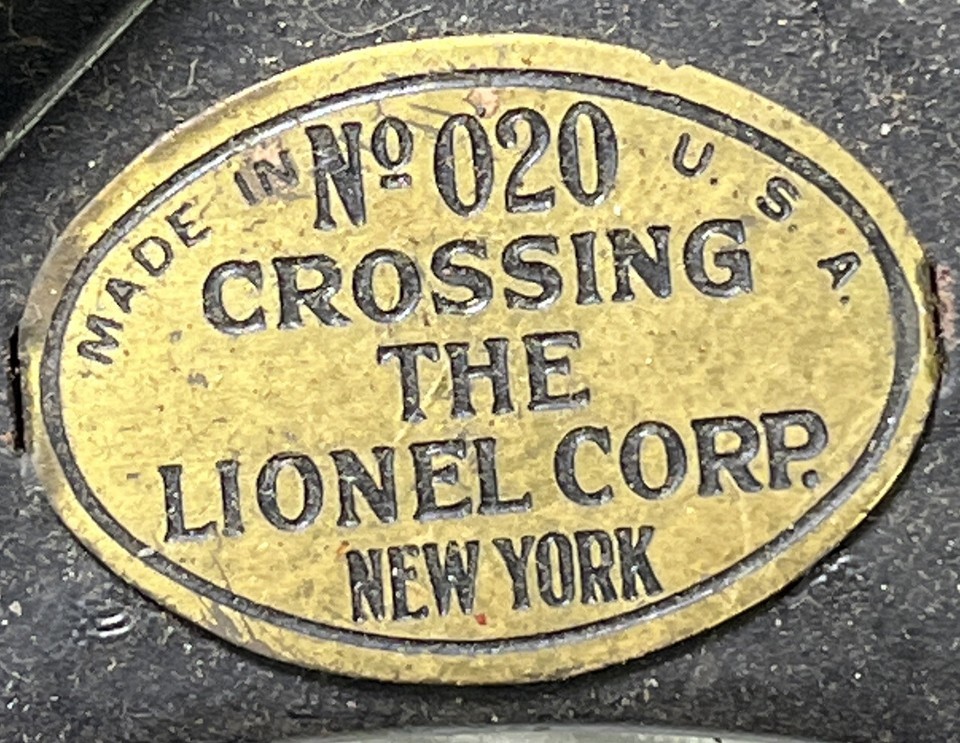 MADE IN U.S.A.
Nº 020
CROSSING
THE
LIONEL CORP.
NEW YORK